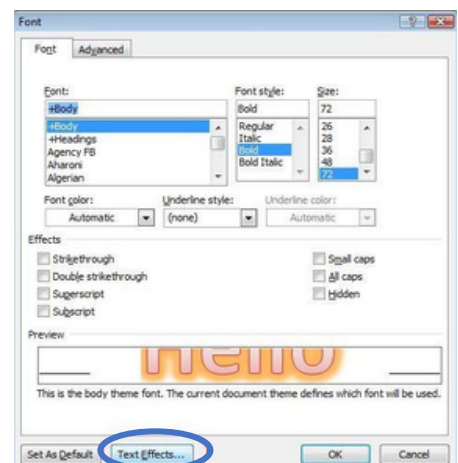 Font
Font Advanced
Font: Font style: Size:
+Body Bold 72
+Body Regular 26
+Headings Italic 28
Agency FB Bold 36
Aharoni Bold Italic 48
Algerian 72
Font color: Underline style: Underline color:
Automatic (none) Automatic
Effects
Strikethrough Small caps
Double strikethrough All caps
Superscript Hidden
Subscript
Preview
Hello
This is the body theme font. The current document theme defines which font will be used.
Set As Default Text Effects... OK Cancel